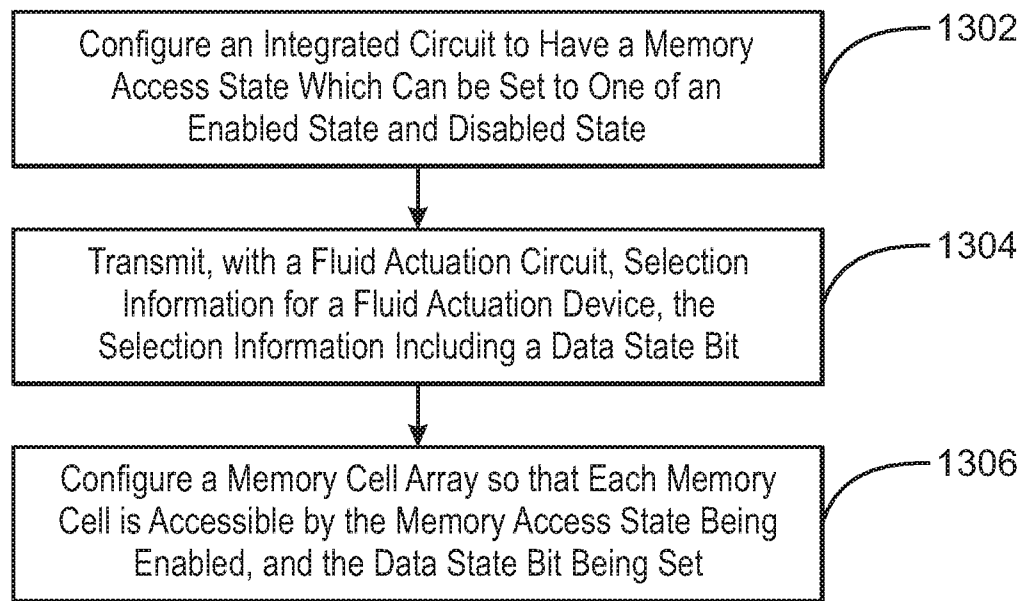 Configure an Integrated Circuit to Have a Memory
Access State Which Can be Set to One of an
Enabled State and Disabled State
1302
Transmit, with a Fluid Actuation Circuit, Selection
Information for a Fluid Actuation Device, the
Selection Information Including a Data State Bit
1304
Configure a Memory Cell Array so that Each Memory
Cell is Accessible by the Memory Access State Being
Enabled, and the Data State Bit Being Set
1306